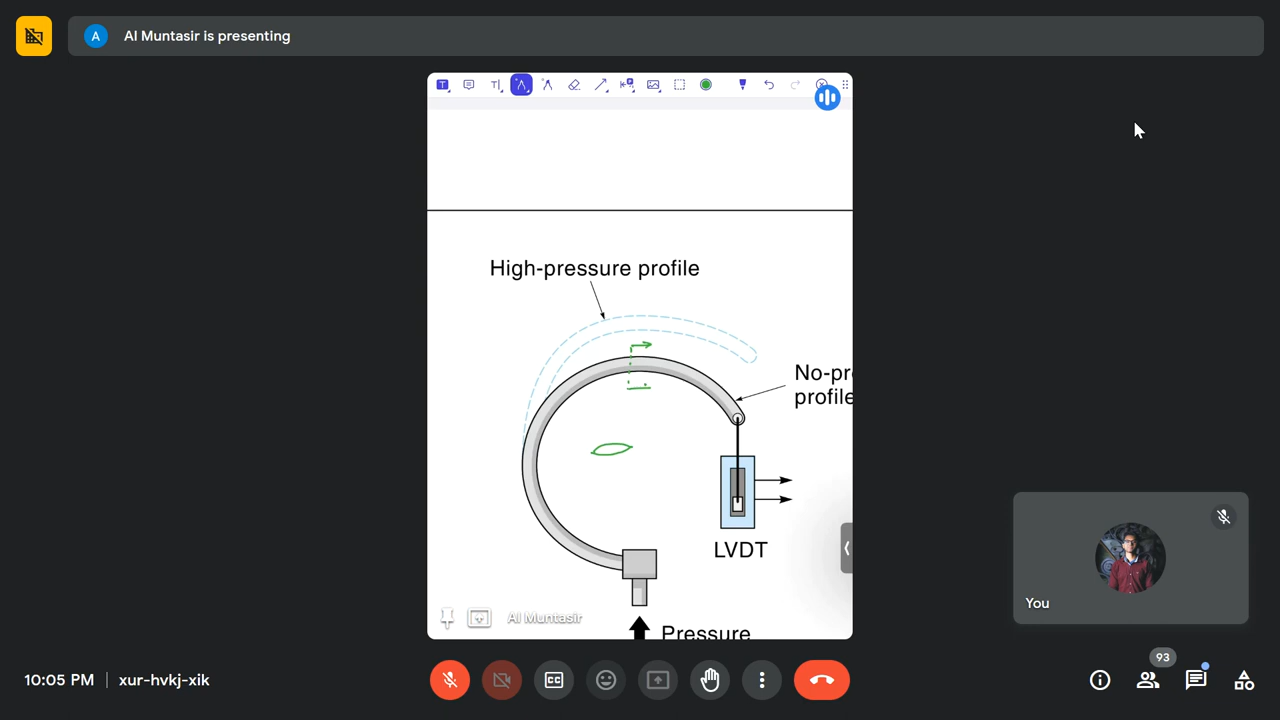 A
Al Muntasir is presenting
High-pressure profile
No-pr
profile
LVDT
Al Muntasir
Pressure
You
10:05 PM
xur-hvkj-xik
CC
93